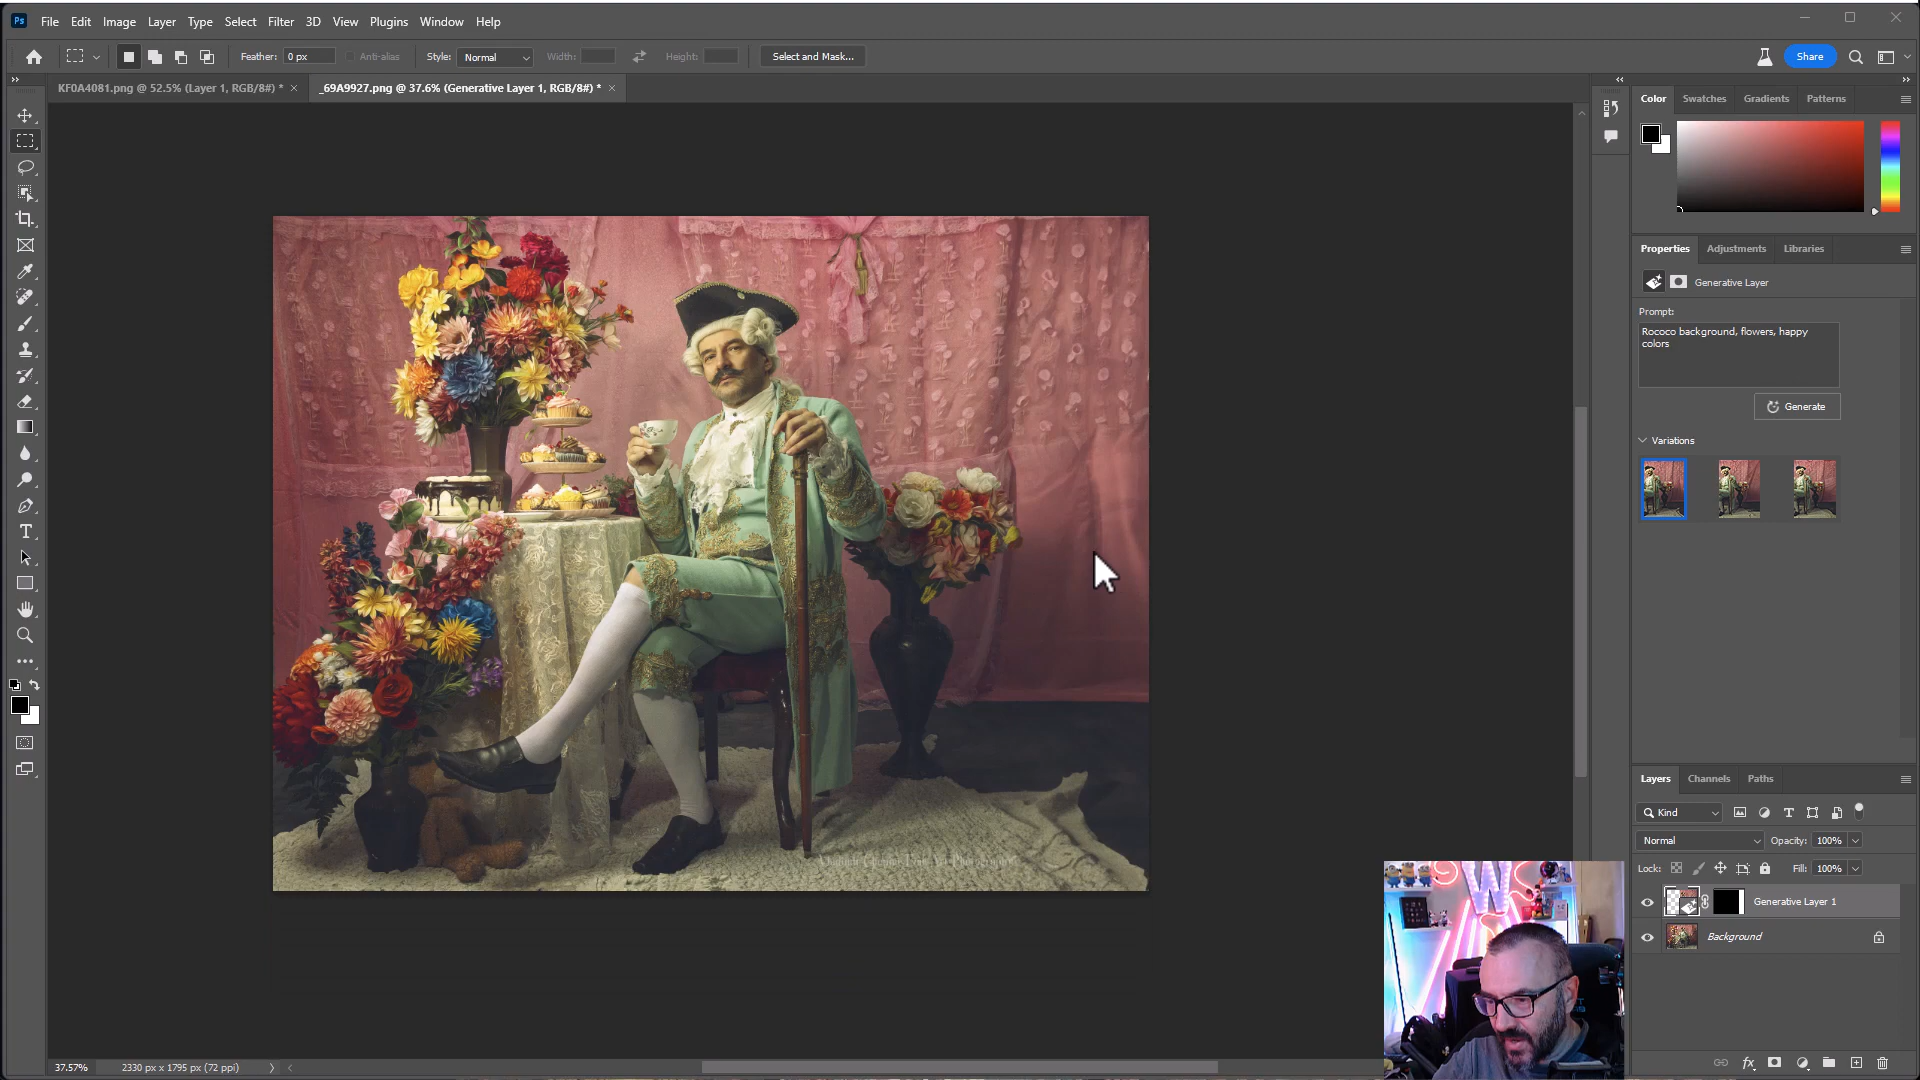 Ps File Edit Image Layer Type Select Filter 3D View Plugins Window Help
Feather: 0 px Anti-alias Style: Normal Width: Height: Select and Mask... Share
KF0A4081.png @ 52.5% (Layer 1, RGB/8#) * × _69A9927.png @ 37.6% (Generative Layer 1, RGB/8#) * ×
Color Swatches Gradients Patterns
Properties Adjustments Libraries
Generative Layer
Prompt:
Rococo background, flowers, happy
colors
Generate
Variations
Layers Channels Paths
Kind
Normal Opacity: 100%
Lock: Fill: 100%
Generative Layer 1
Background
37.57% 2330 px x 1795 px (72 ppi)